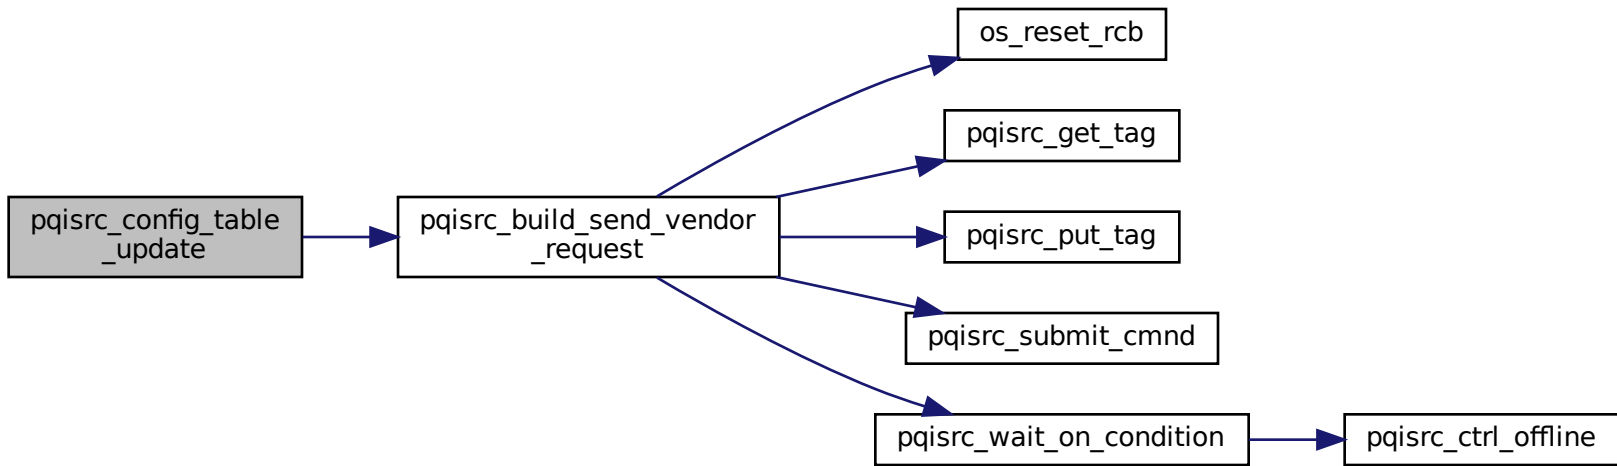 pqisrc_config_table
_update
pqisrc_build_send_vendor
_request
os_reset_rcb
pqisrc_get_tag
pqisrc_put_tag
pqisrc_submit_cmnd
pqisrc_wait_on_condition
pqisrc_ctrl_offline